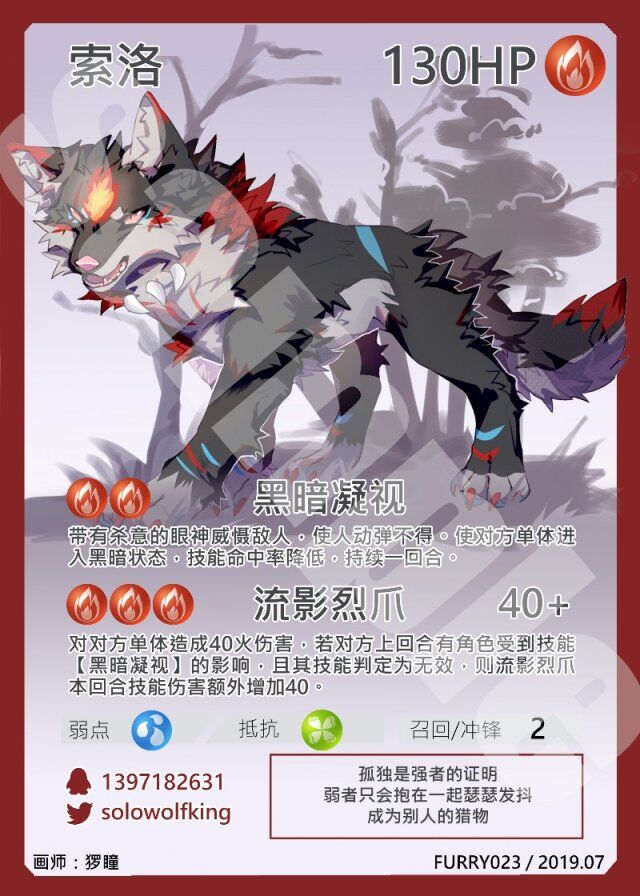 索洛 130HP
黑暗凝视
带有杀意的眼神威慑敌人，使人动弹不得。使对方单体进
入黑暗状态，技能命中率降低，持续一回合。
流影烈爪 40+
对对方单体造成40火伤害，若对方上回合有角色受到技能
【黑暗凝视】的影响，且其技能判定为无效，则流影烈爪
本回合技能伤害额外增加40。
弱点 抵抗 召回/冲锋 2
1397182631
solowolfking
孤独是强者的证明
弱者只会抱在一起瑟瑟发抖
成为别人的猎物
画师：猡瞳 FURRY023 / 2019.07